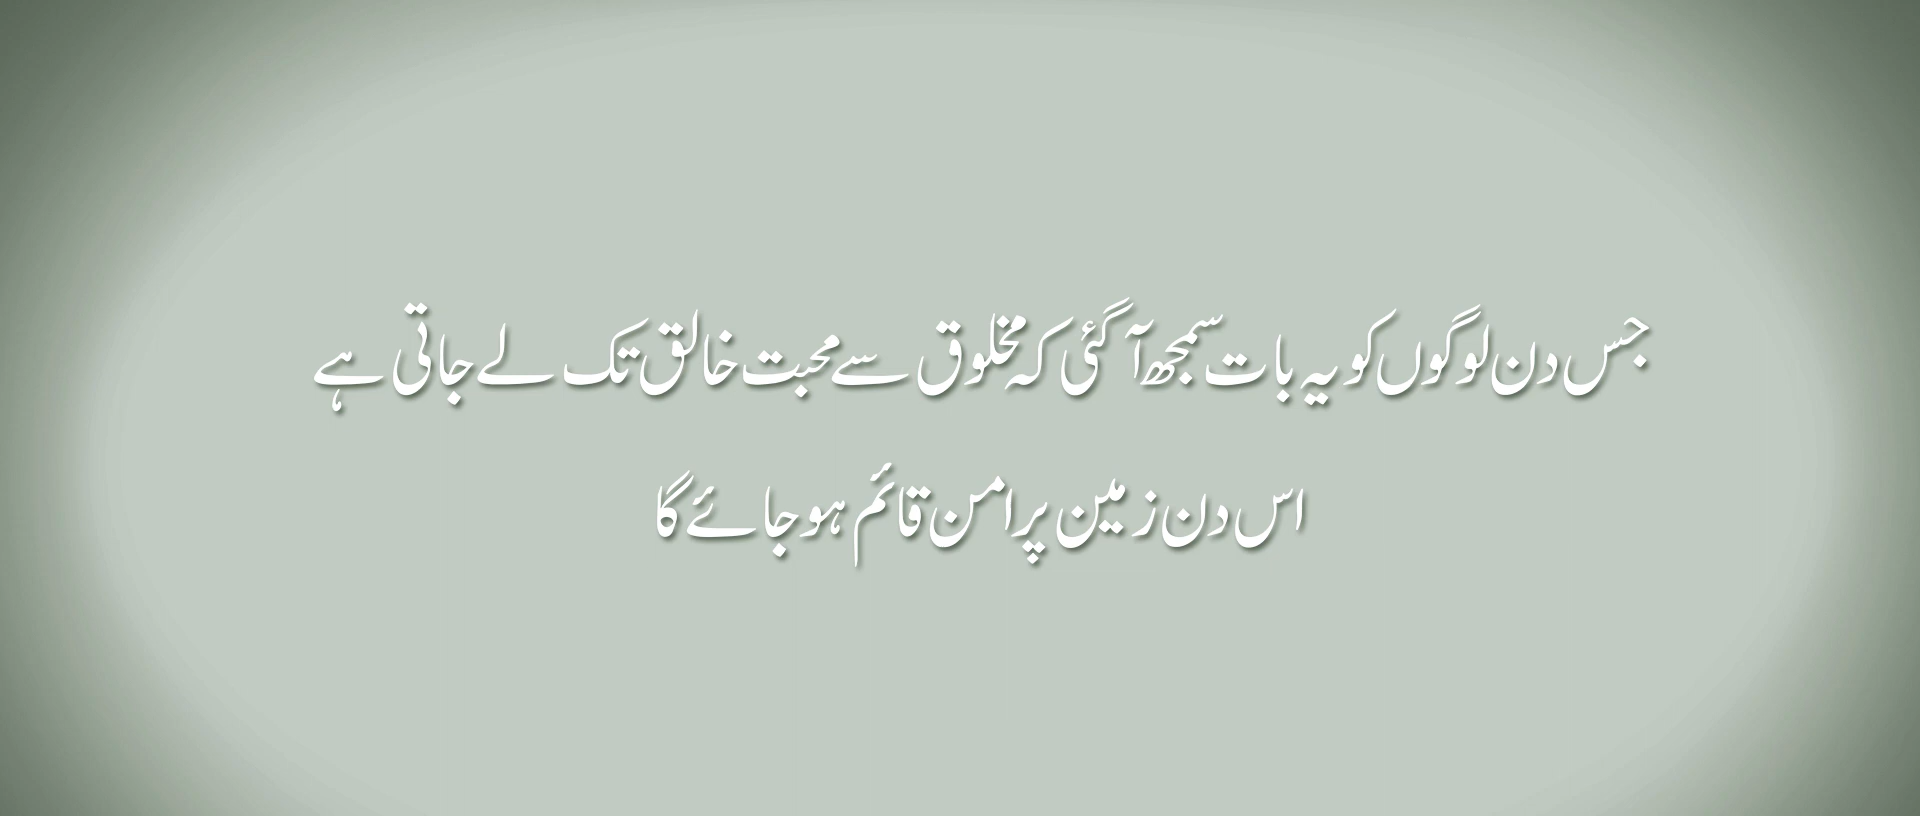 جس دن لوگوں کو یہ بات سمجھ آ گئی کہ مخلوق سے محبت خالق تک لے جاتی ہے
اس دن زمین پر امن قائم ہو جائے گا